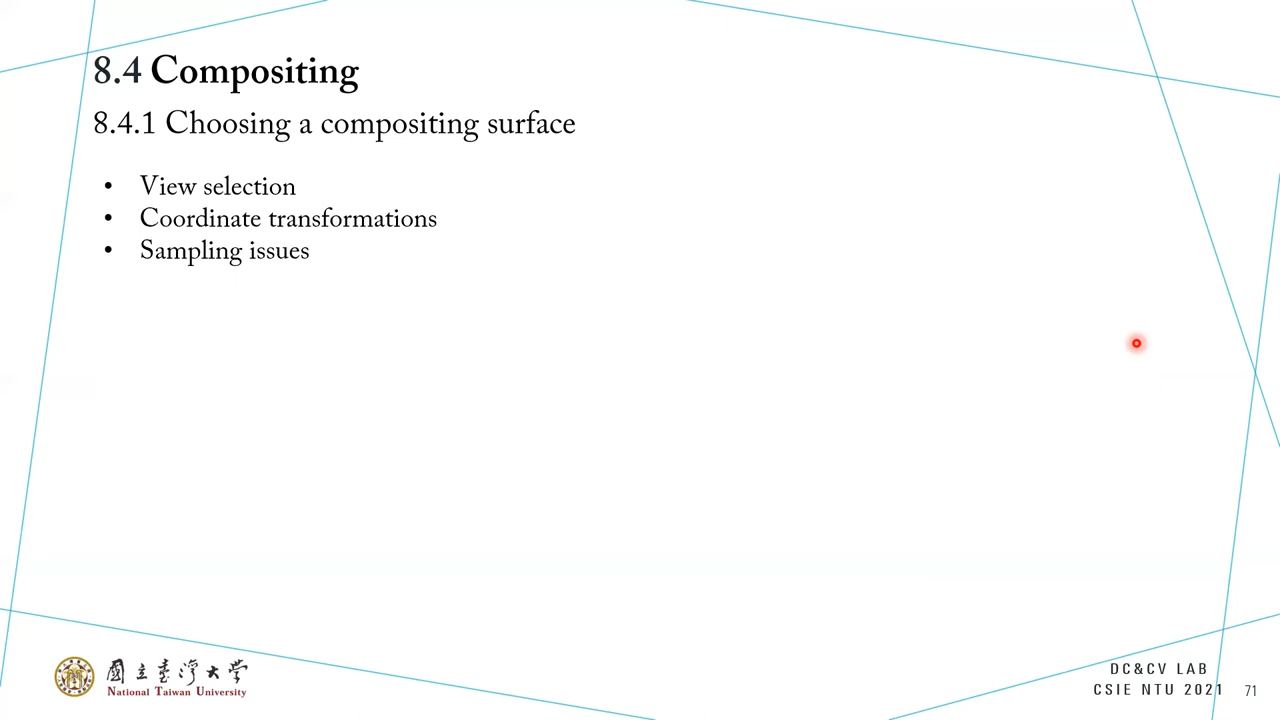 8.4 Compositing
8.4.1 Choosing a compositing surface
• View selection
• Coordinate transformations
• Sampling issues
國立臺灣大學
National Taiwan University
DC&CV LAB
CSIE NTU 2021
71